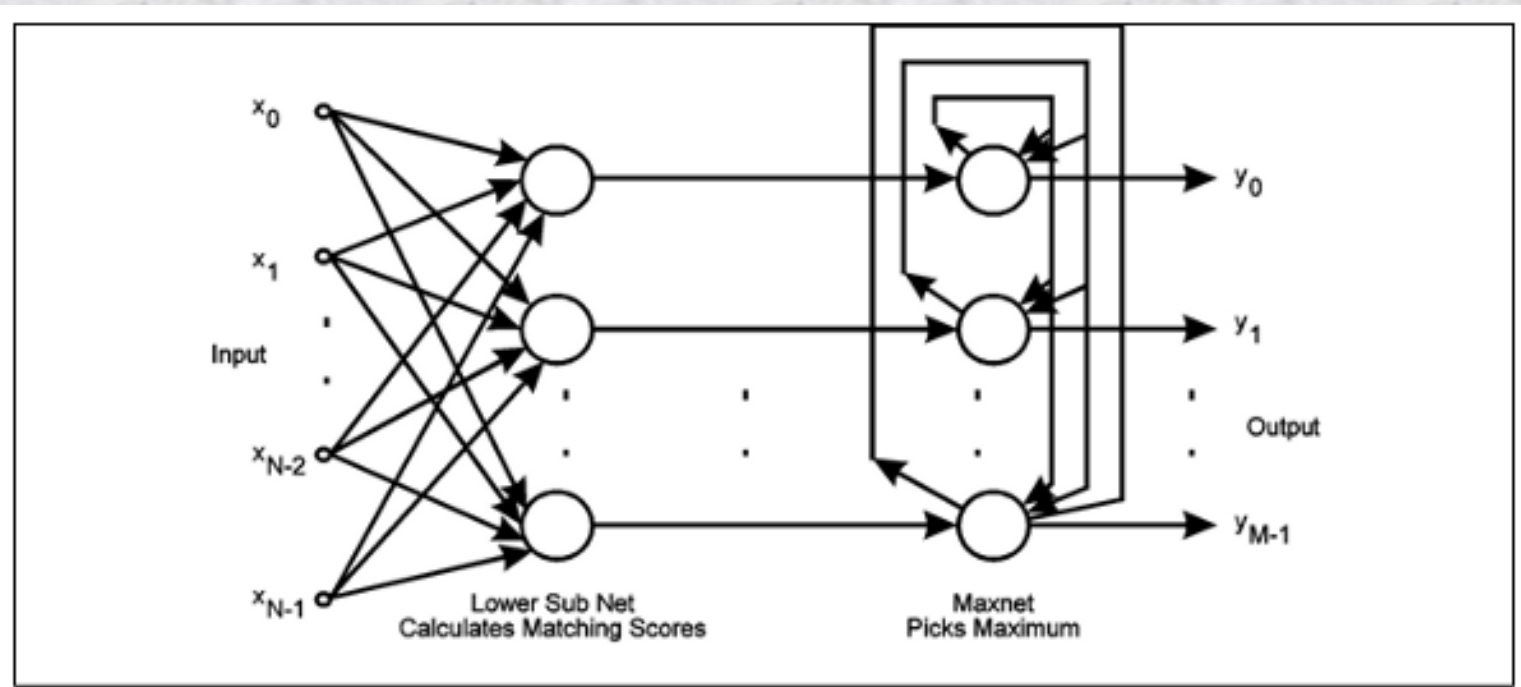 x0
x1
Input
xN-2
xN-1
Lower Sub Net
Calculates Matching Scores
Maxnet
Picks Maximum
y0
y1
Output
yM-1